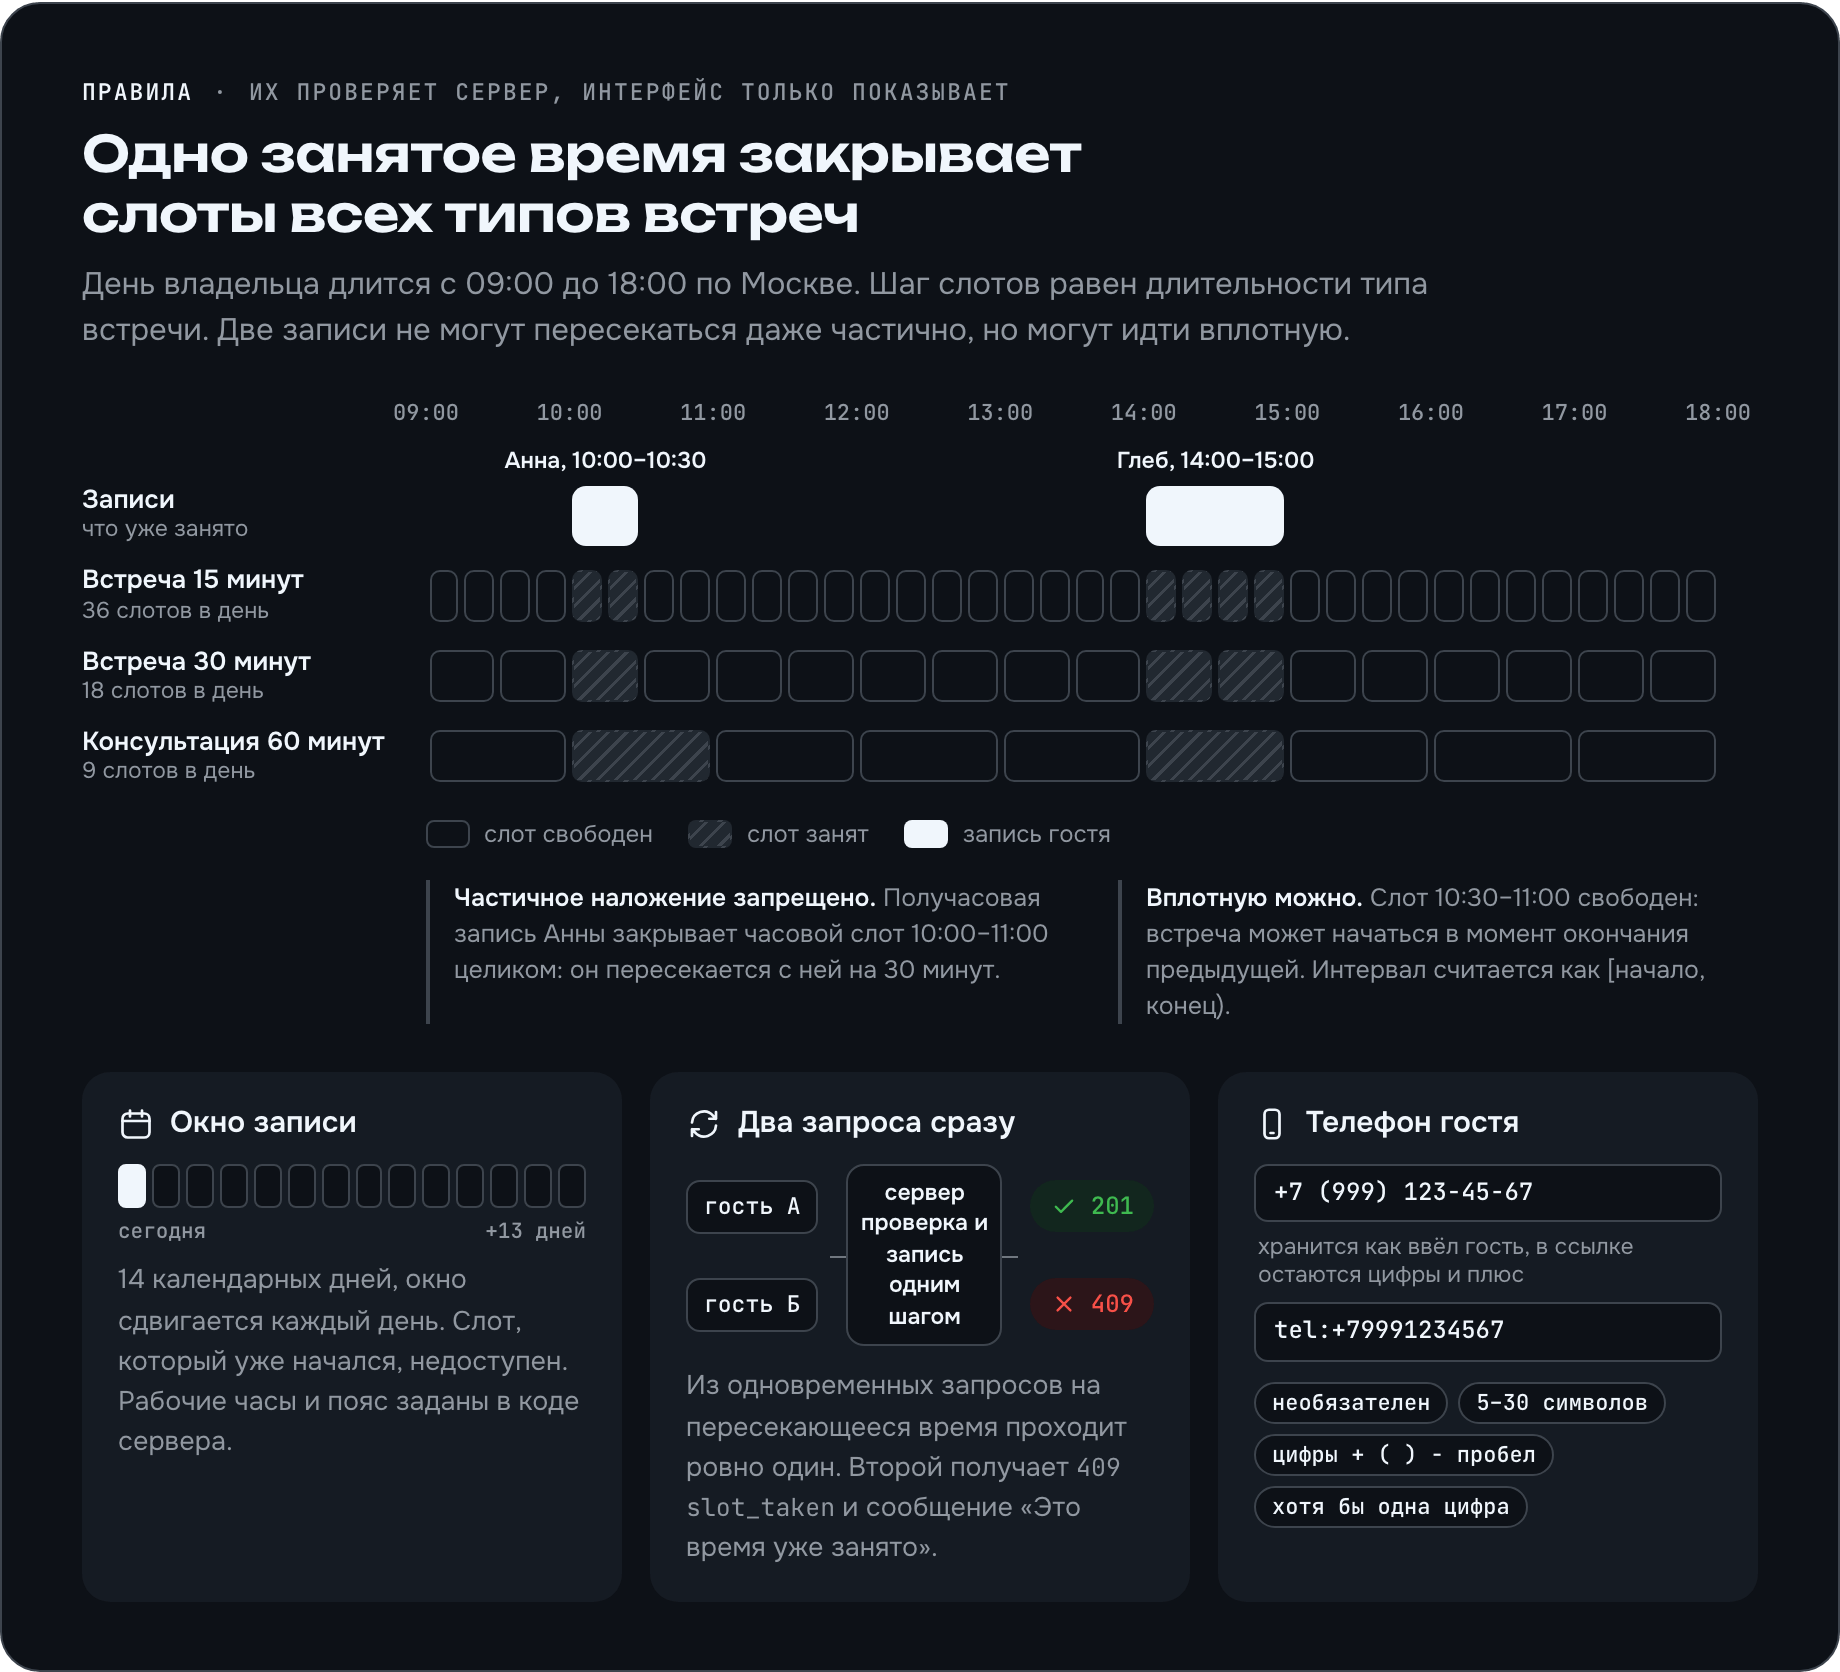 ПРАВИЛА · ИХ ПРОВЕРЯЕТ СЕРВЕР, ИНТЕРФЕЙС ТОЛЬКО ПОКАЗЫВАЕТ
Одно занятое время закрывает
слоты всех типов встреч
День владельца длится с 09:00 до 18:00 по Москве. Шаг слотов равен длительности типа
встречи. Две записи не могут пересекаться даже частично, но могут идти вплотную.
09:00 10:00 11:00 12:00 13:00 14:00 15:00 16:00 17:00 18:00
Анна, 10:00–10:30 Глеб, 14:00–15:00
Записи
что уже занято
Встреча 15 минут
36 слотов в день
Встреча 30 минут
18 слотов в день
Консультация 60 минут
9 слотов в день
слот свободен слот занят запись гостя
Частичное наложение запрещено. Получасовая
запись Анны закрывает часовой слот 10:00–11:00
целиком: он пересекается с ней на 30 минут.
Вплотную можно. Слот 10:30–11:00 свободен:
встреча может начаться в момент окончания
предыдущей. Интервал считается как [начало,
конец).
Окно записи
сегодня +13 дней
14 календарных дней, окно
сдвигается каждый день. Слот,
который уже начался, недоступен.
Рабочие часы и пояс заданы в коде
сервера.
Два запроса сразу
гость А
гость Б
сервер
проверка и
запись
одним
шагом
201
409
Из одновременных запросов на
пересекающееся время проходит
ровно один. Второй получает 409
slot_taken и сообщение «Это
время уже занято».
Телефон гостя
+7 (999) 123-45-67
хранится как ввёл гость, в ссылке
остаются цифры и плюс
tel:+79991234567
необязателен 5–30 символов
цифры + ( ) - пробел
хотя бы одна цифра